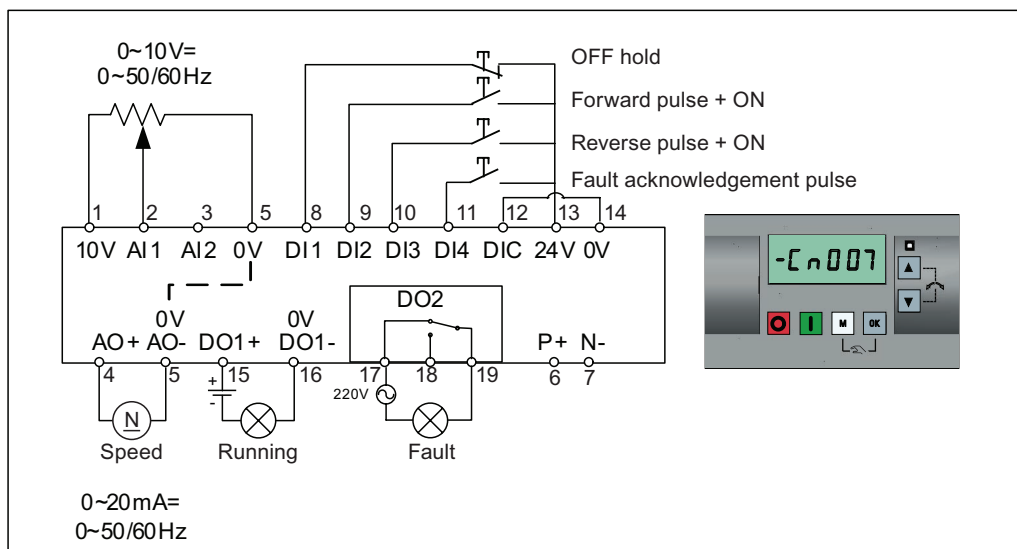 0~10V=
0~50/60Hz
OFF hold
Forward pulse + ON
Reverse pulse + ON
Fault acknowledgement pulse
1 2 3 5 8 9 10 11 12 13 14
10V AI1 AI2 0V DI1 DI2 DI3 DI4 DIC 24V 0V
-Cn007
M OK
DO2
0V 0V
AO+ AO- DO1+ DO1- P+ N-
4 5 15 16 17 18 19 6 7
+
-
220V
N
Speed Running Fault
0~20mA=
0~50/60Hz